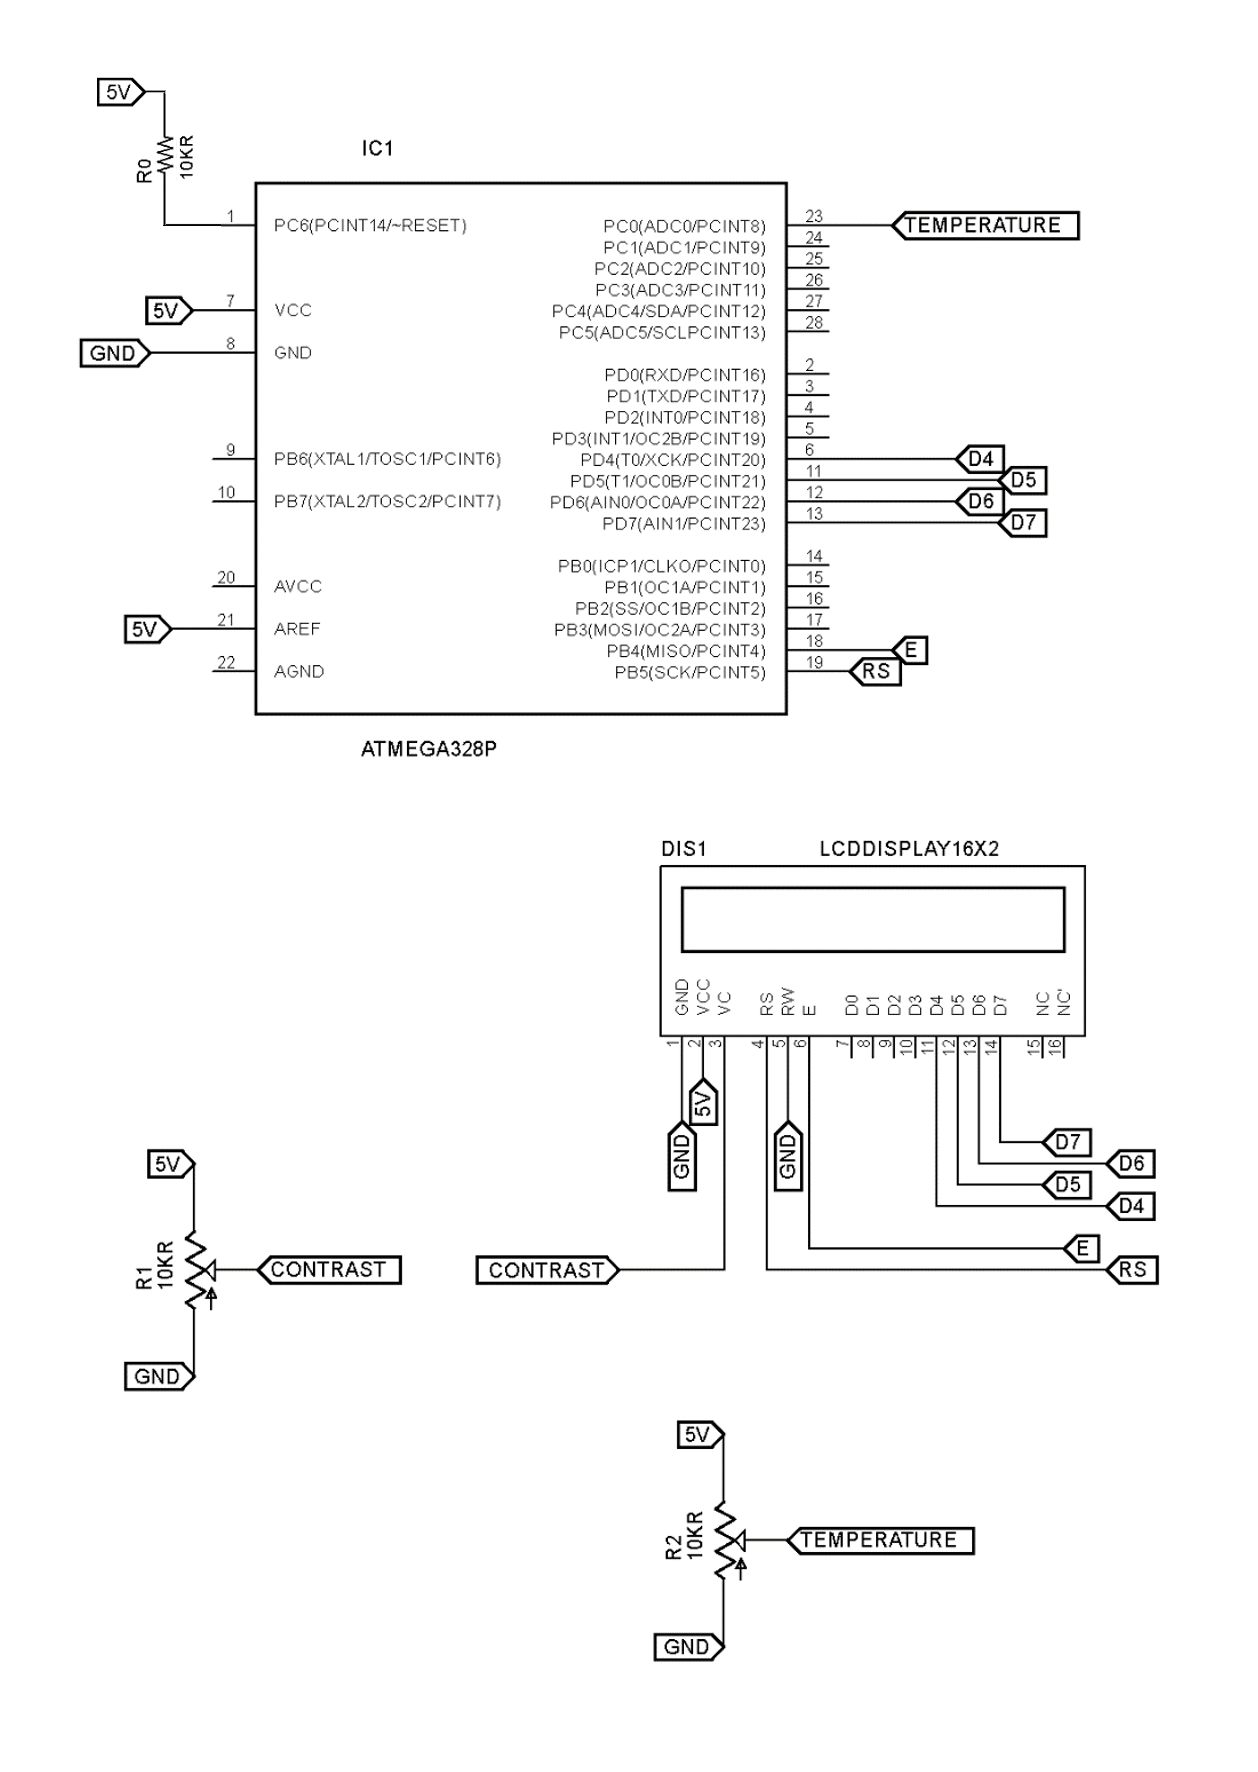 5V
R0
10KR
IC1
1 PC6(PCINT14/~RESET)
5V 7 VCC
GND 8 GND
9 PB6(XTAL1/TOSC1/PCINT6)
10 PB7(XTAL2/TOSC2/PCINT7)
20 AVCC
5V 21 AREF
22 AGND
PC0(ADC0/PCINT8) 23 TEMPERATURE
PC1(ADC1/PCINT9) 24
PC2(ADC2/PCINT10) 25
PC3(ADC3/PCINT11) 26
PC4(ADC4/SDA/PCINT12) 27
PC5(ADC5/SCLPCINT13) 28
PD0(RXD/PCINT16) 2
PD1(TXD/PCINT17) 3
PD2(INT0/PCINT18) 4
PD3(INT1/OC2B/PCINT19) 5
PD4(T0/XCK/PCINT20) 6 D4
PD5(T1/OC0B/PCINT21) 11 D5
PD6(AIN0/OC0A/PCINT22) 12 D6
PD7(AIN1/PCINT23) 13 D7
PB0(ICP1/CLKO/PCINT0) 14
PB1(OC1A/PCINT1) 15
PB2(SS/OC1B/PCINT2) 16
PB3(MOSI/OC2A/PCINT3) 17
PB4(MISO/PCINT4) 18 E
PB5(SCK/PCINT5) 19 RS
ATMEGA328P
DIS1 LCDDISPLAY16X2
GND VCC VC RS RW E D0 D1 D2 D3 D4 D5 D6 D7 NC NC'
1 2 3 4 5 6 7 8 9 10 11 12 13 14 15 16
5V
GND GND
D7
D6
D5
D4
E
RS
5V
R1
10KR
CONTRAST CONTRAST
GND
5V
R2
10KR
TEMPERATURE
GND